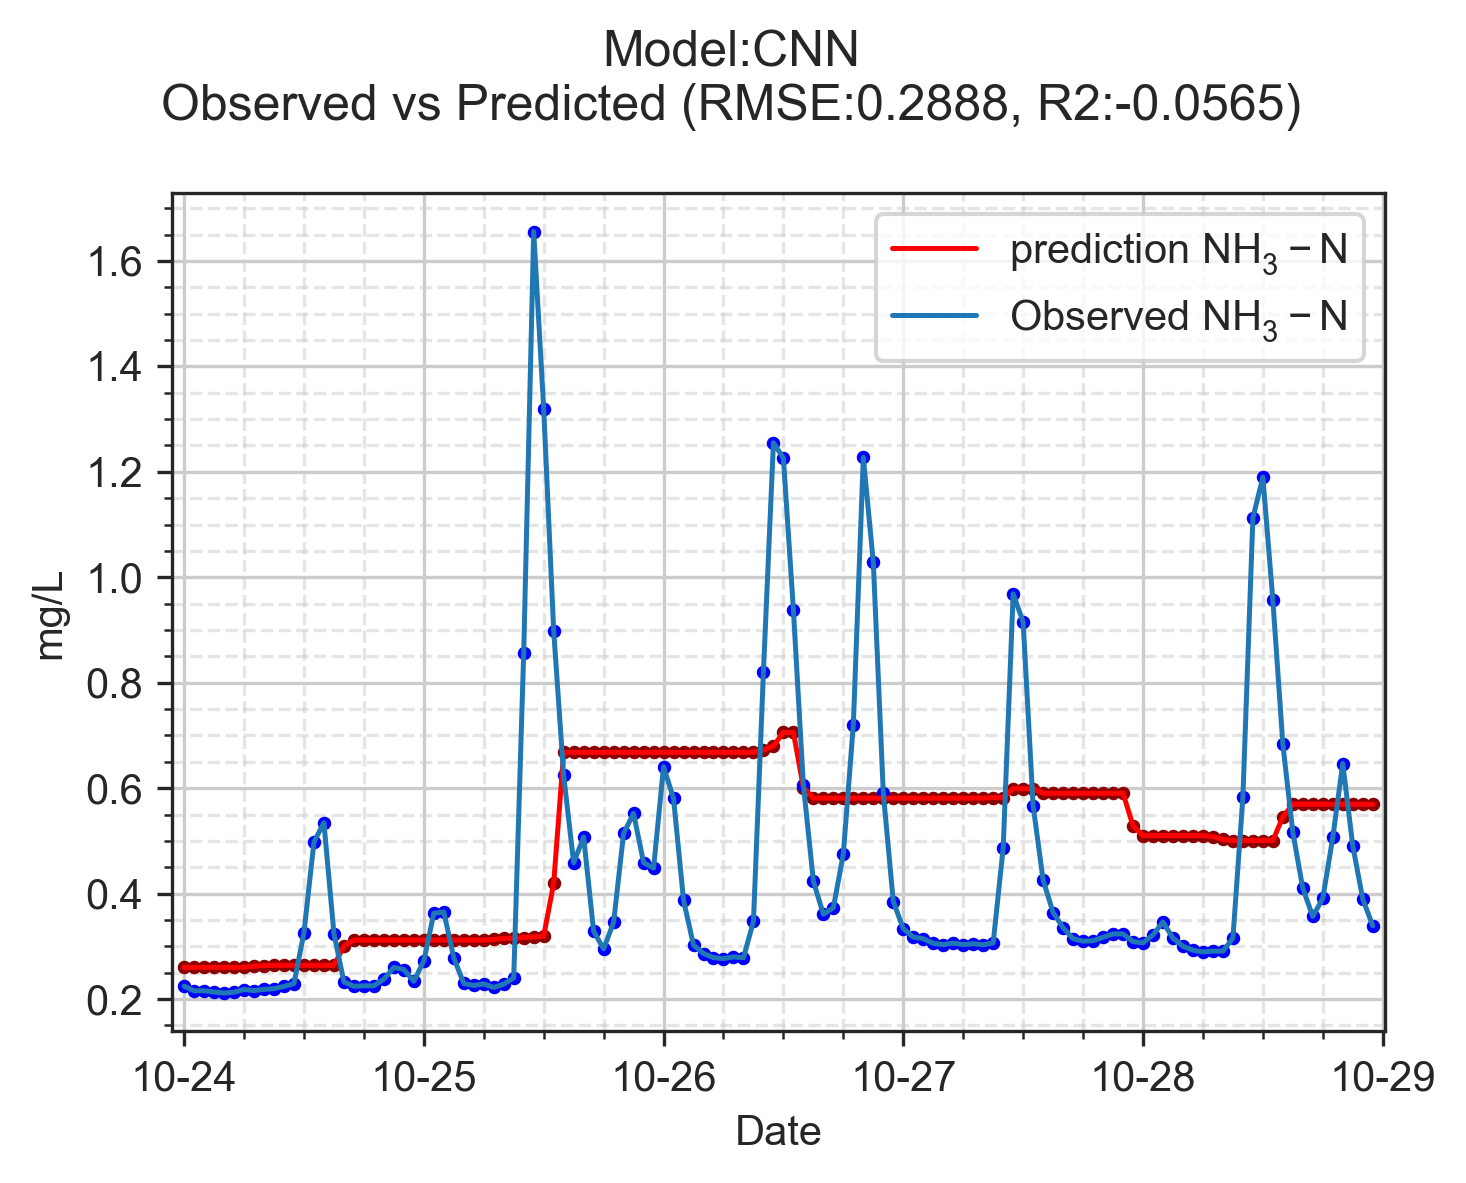 Model:CNN
Observed vs Predicted (RMSE:0.2888, R2:-0.0565)
prediction NH₃ − N
Observed NH₃ − N
1.6
1.4
1.2
1.0
0.8
0.6
0.4
0.2
mg/L
10-24 10-25 10-26 10-27 10-28 10-29
Date